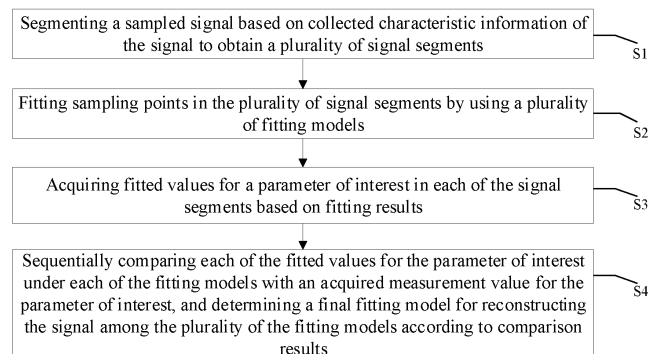 Segmenting a sampled signal based on collected characteristic information
of the signal to obtain a plurality of signal segments
S1
Fitting sampling points in the plurality of signal segments by using a plurality
of fitting models
S2
Acquiring fitted values for a parameter of interest in each of the signal
segments based on fitting results
S3
Sequentially comparing each of the fitted values for the parameter of interest
under each of the fitting models with an acquired measurement value for the
parameter of interest, and determining a final fitting model for reconstructing
the signal among the plurality of the fitting models according to comparison
results
S4